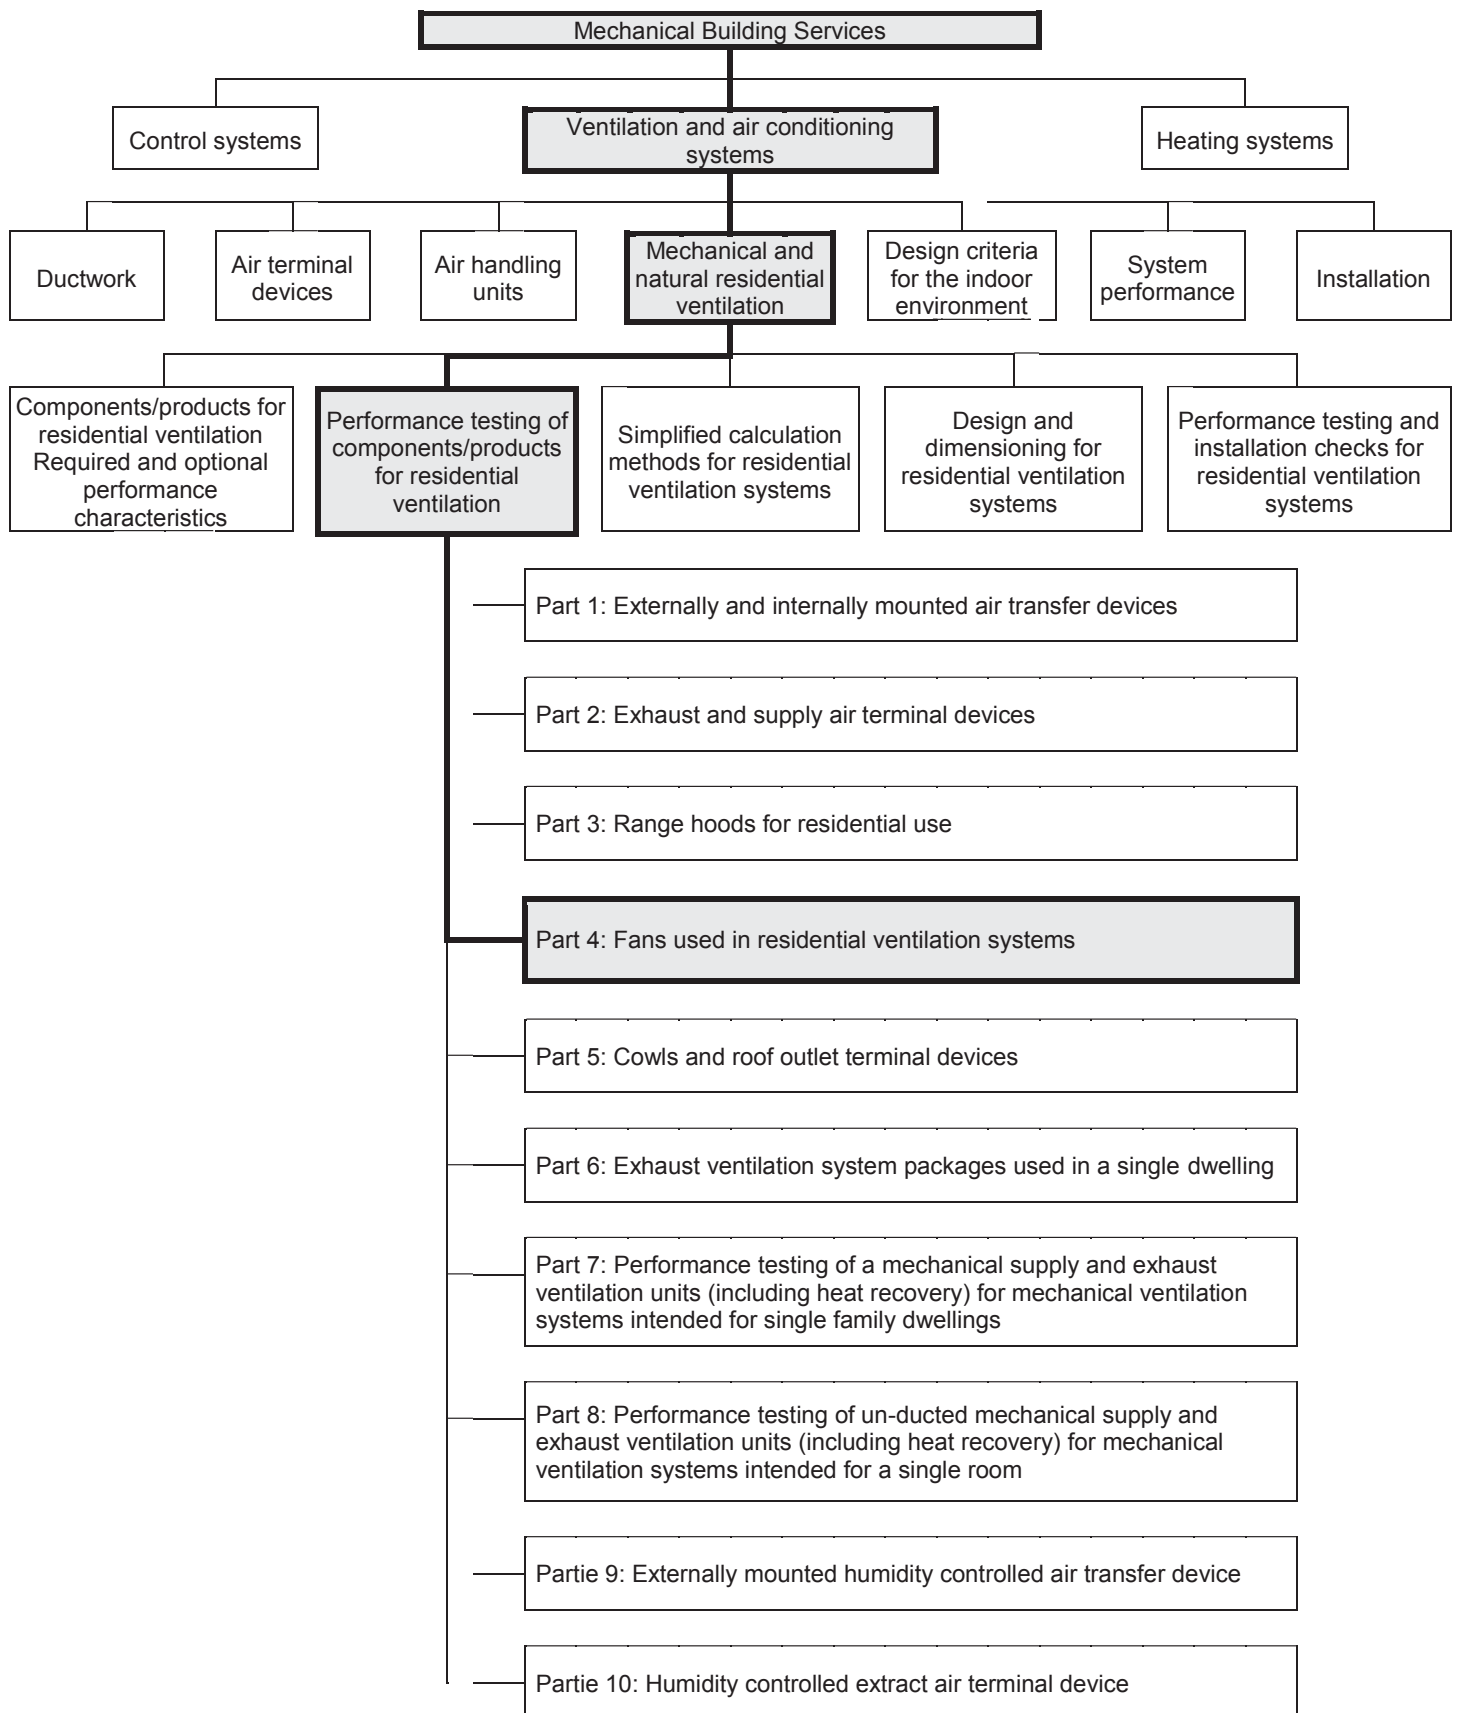 Mechanical Building Services
Control systems
Ventilation and air conditioning
systems
Heating systems
Ductwork
Air terminal
devices
Air handling
units
Mechanical and
natural residential
ventilation
Design criteria
for the indoor
environment
System
performance
Installation
Components/products for
residential ventilation
Required and optional
performance
characteristics
Performance testing of
components/products
for residential
ventilation
Simplified calculation
methods for residential
ventilation systems
Design and
dimensioning for
residential ventilation
systems
Performance testing and
installation checks for
residential ventilation
systems
Part 1: Externally and internally mounted air transfer devices
Part 2: Exhaust and supply air terminal devices
Part 3: Range hoods for residential use
Part 4: Fans used in residential ventilation systems
Part 5: Cowls and roof outlet terminal devices
Part 6: Exhaust ventilation system packages used in a single dwelling
Part 7: Performance testing of a mechanical supply and exhaust
ventilation units (including heat recovery) for mechanical ventilation
systems intended for single family dwellings
Part 8: Performance testing of un-ducted mechanical supply and
exhaust ventilation units (including heat recovery) for mechanical
ventilation systems intended for a single room
Partie 9: Externally mounted humidity controlled air transfer device
Partie 10: Humidity controlled extract air terminal device